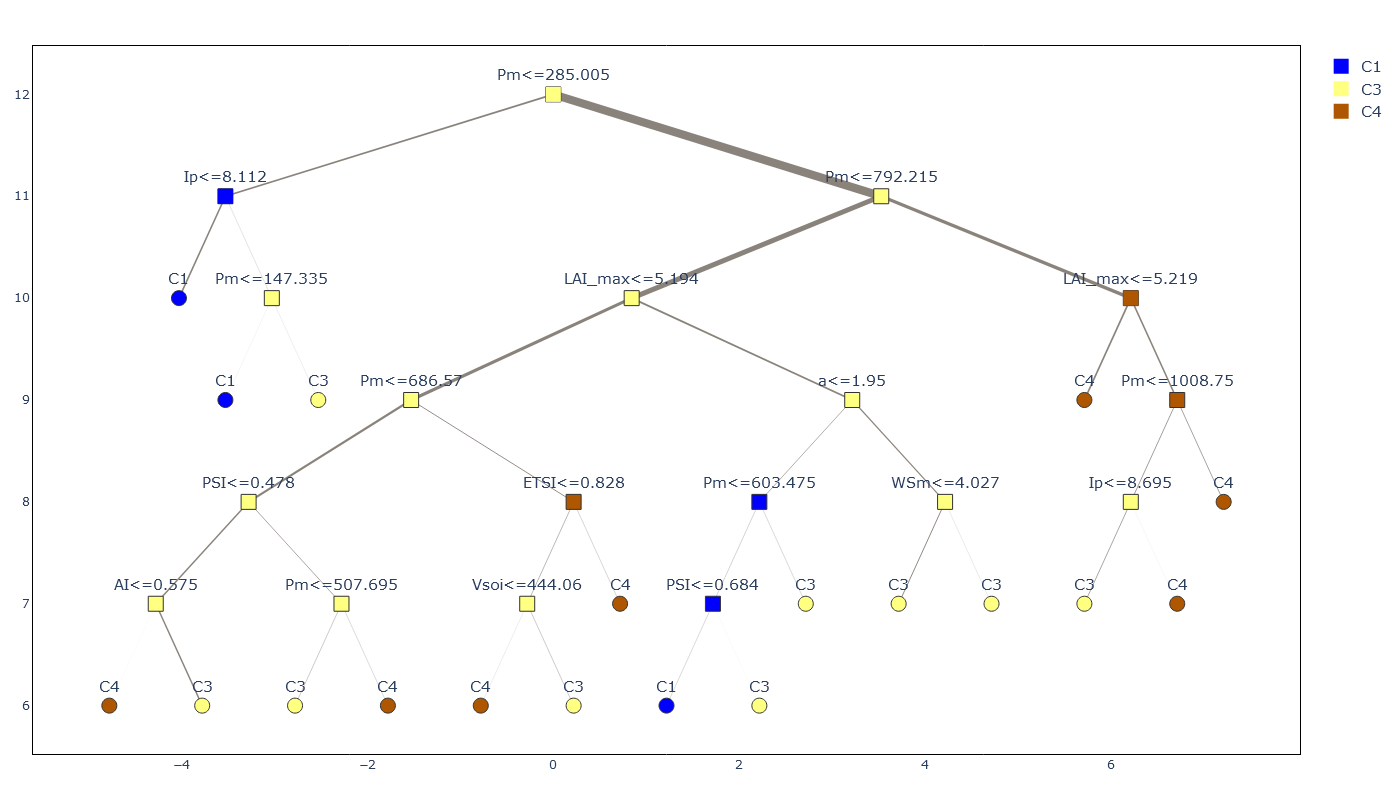 Pm<=285.005
C1
C3
C4
12
Ip<=8.112
Pm<=792.215
11
C1
Pm<=147.335
LAI_max<=5.194
LAI_max<=5.219
10
C1
C3
Pm<=686.57
a<=1.95
C4
Pm<=1008.75
9
PSI<=0.478
ETSI<=0.828
Pm<=603.475
WSm<=4.027
Ip<=8.695
C4
8
AI<=0.575
Pm<=507.695
Vsoi<=444.06
C4
PSI<=0.684
C3
C3
C3
C3
C4
7
C4
C3
C3
C4
C4
C3
C1
C3
6
−4
−2
0
2
4
6